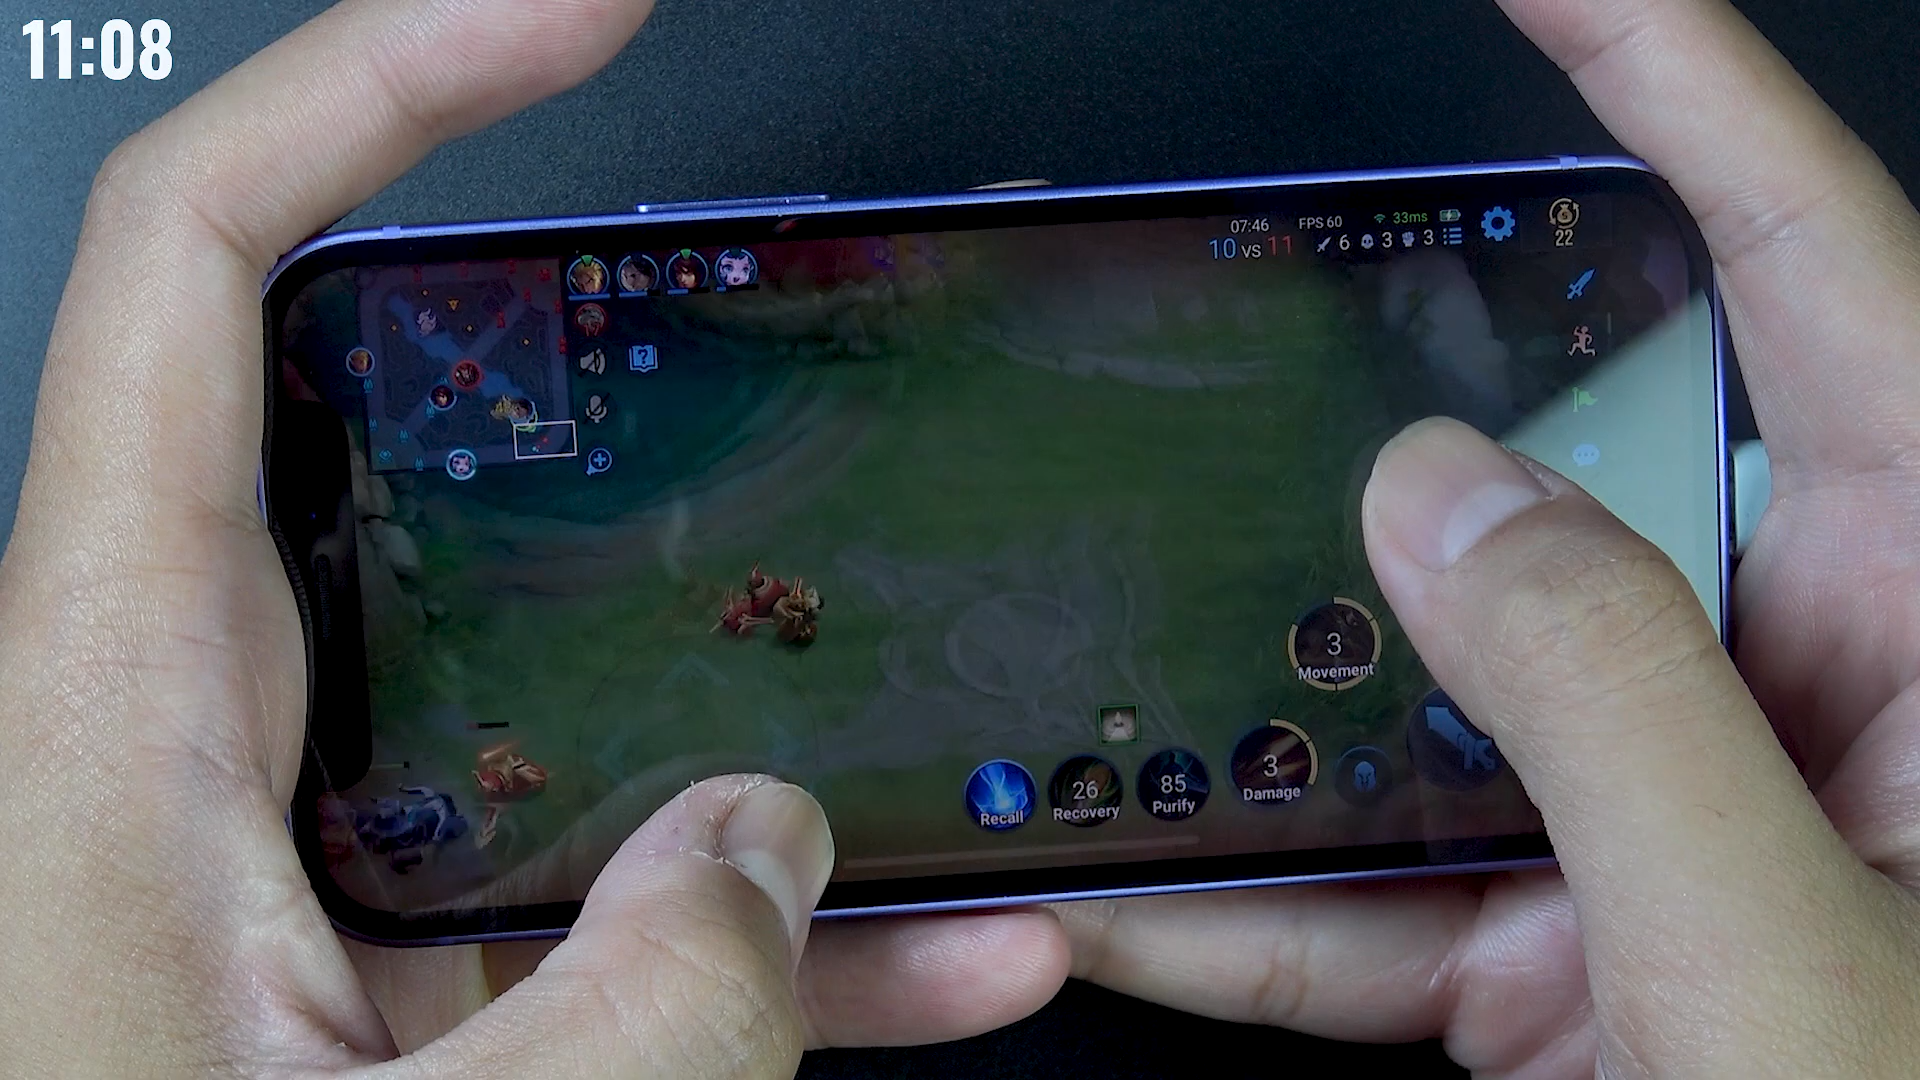 11:08
07:46 FPS 60 33ms
10 vs 11 6 3 3
22
3
Movement
3
Damage
26
Recovery
85
Purify
Recall